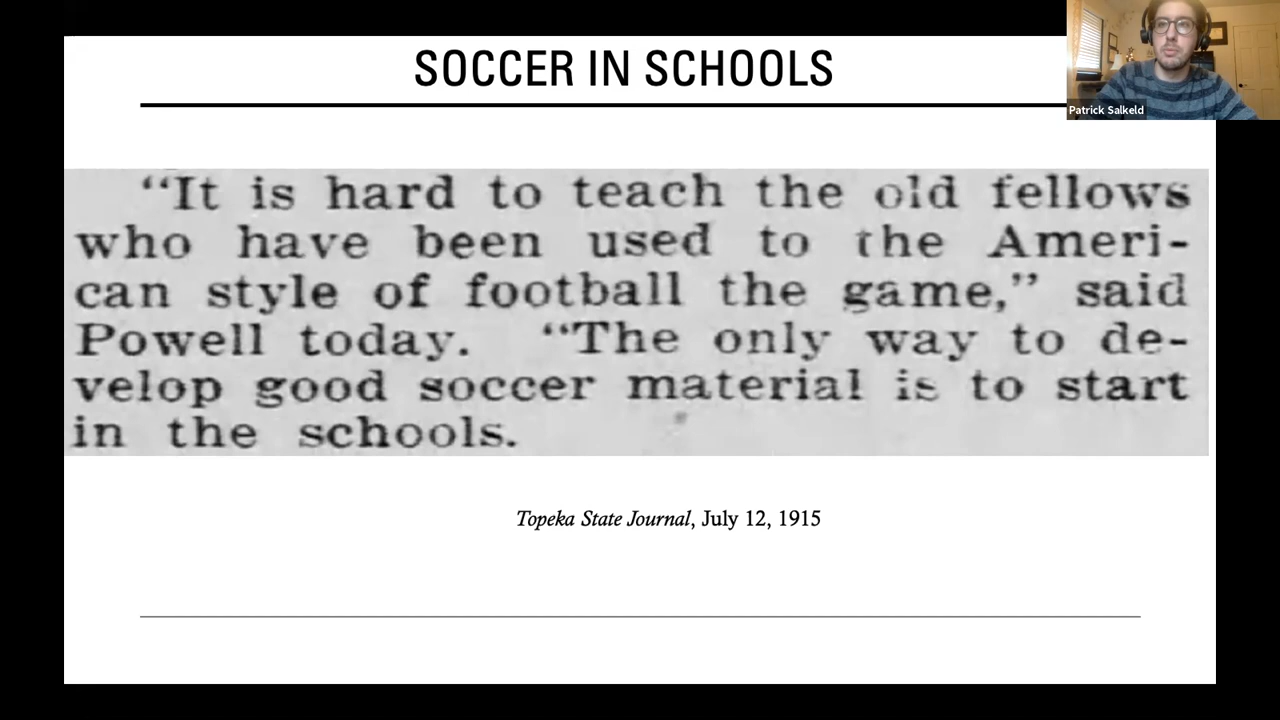 SOCCER IN SCHOOLS
Patrick Salkeld
“It is hard to teach the old fellows
who have been used to the Ameri-
can style of football the game,” said
Powell today. “The only way to de-
velop good soccer material is to start
in the schools.
Topeka State Journal, July 12, 1915